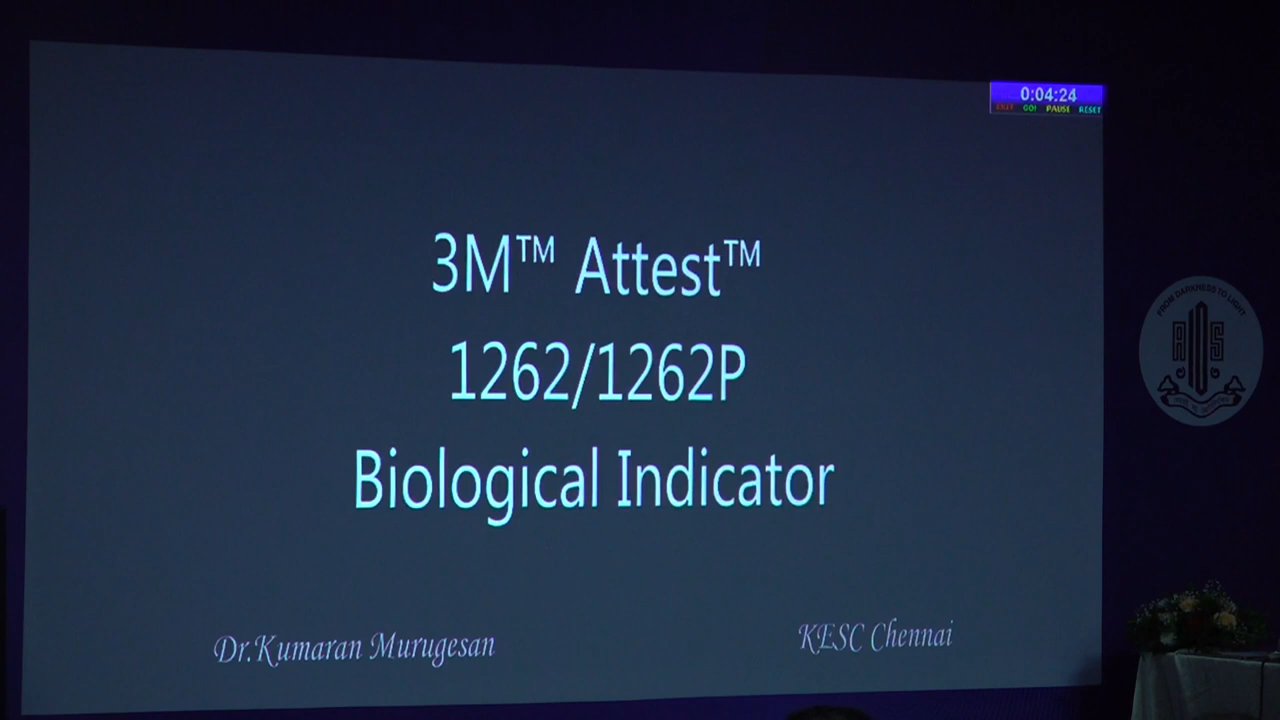 0:04:24
EXIT GO! PAUSE RESET
3M™ Attest™
1262/1262P
Biological Indicator
Dr.Kumaran Murugesan
KESC Chennai
FROM DARKNESS TO LIGHT
AIOS